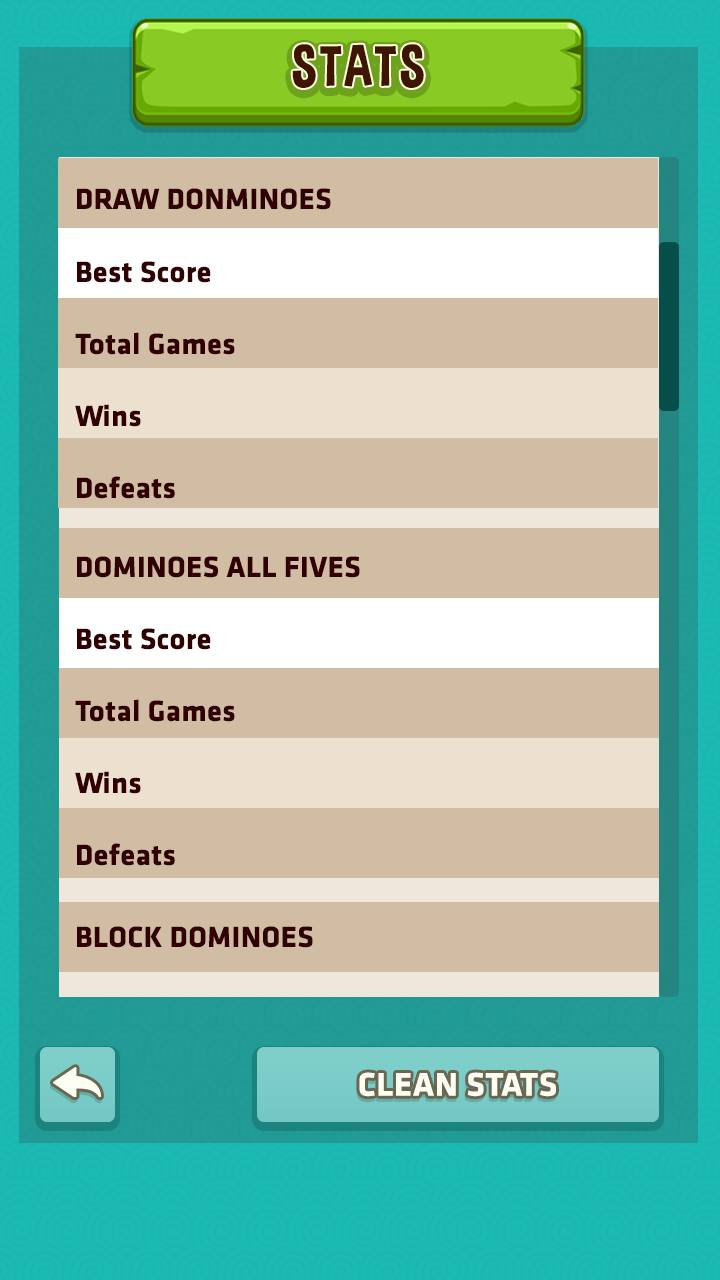 STATS
DRAW DONMINOES
Best Score
Total Games
Wins
Defeats
DOMINOES ALL FIVES
Best Score
Total Games
Wins
Defeats
BLOCK DOMINOES
CLEAN STATS